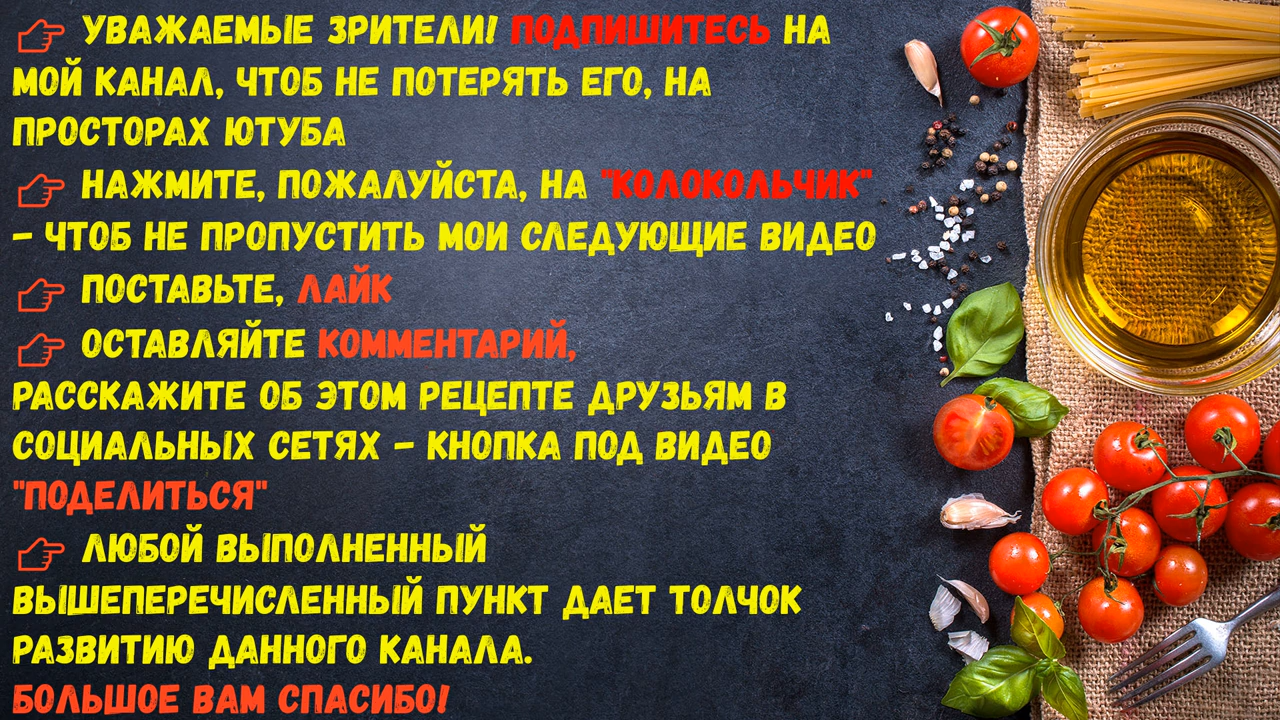 👉 УВАЖАЕМЫЕ ЗРИТЕЛИ! ПОДПИШИТЕСЬ НА
МОЙ КАНАЛ, ЧТОБ НЕ ПОТЕРЯТЬ ЕГО, НА
ПРОСТОРАХ ЮТУБА
👉 НАЖМИТЕ, ПОЖАЛУЙСТА, НА "КОЛОКОЛЬЧИК"
- ЧТОБ НЕ ПРОПУСТИТЬ МОИ СЛЕДУЮЩИЕ ВИДЕО
👉 ПОСТАВЬТЕ, ЛАЙК
👉 ОСТАВЛЯЙТЕ КОММЕНТАРИЙ,
РАССКАЖИТЕ ОБ ЭТОМ РЕЦЕПТЕ ДРУЗЬЯМ В
СОЦИАЛЬНЫХ СЕТЯХ - КНОПКА ПОД ВИДЕО
"ПОДЕЛИТЬСЯ"
👉 ЛЮБОЙ ВЫПОЛНЕННЫЙ
ВЫШЕПЕРЕЧИСЛЕННЫЙ ПУНКТ ДАЕТ ТОЛЧОК
РАЗВИТИЮ ДАННОГО КАНАЛА.
БОЛЬШОЕ ВАМ СПАСИБО!